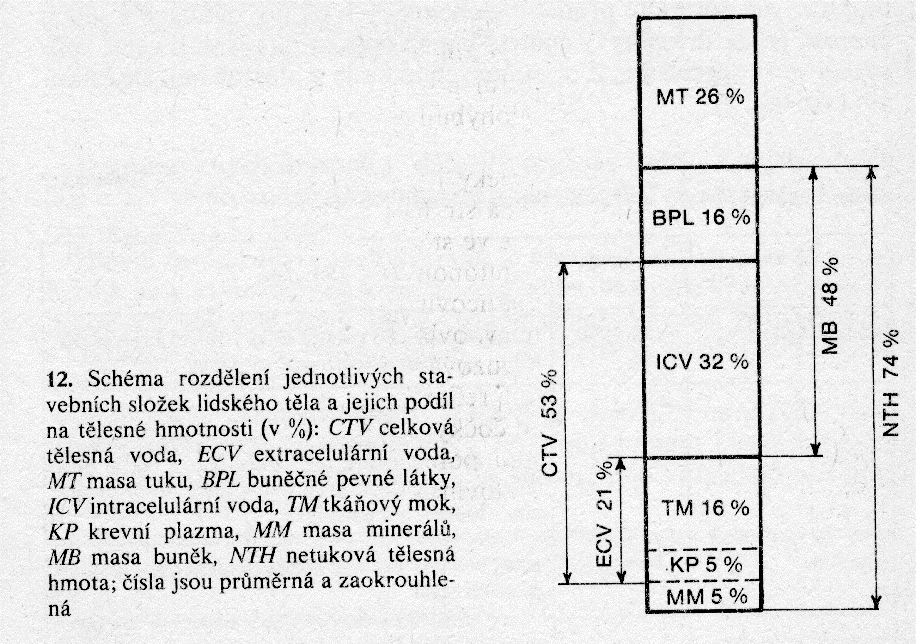 MT 26 %
BPL 16 %
ICV 32 %
TM 16 %
KP 5 %
MM 5 %
CTV 53 %
ECV 21 %
MB 48 %
NTH 74 %
12. Schéma rozdělení jednotlivých sta-
vebních složek lidského těla a jejich podíl
na tělesné hmotnosti (v %): CTV celková
tělesná voda, ECV extracelulární voda,
MT masa tuku, BPL buněčné pevné látky,
ICV intracelulární voda, TM tkáňový mok,
KP krevní plazma, MM masa minerálů,
MB masa buněk, NTH netuková tělesná
hmota; čísla jsou průměrná a zaokrouhle-
ná